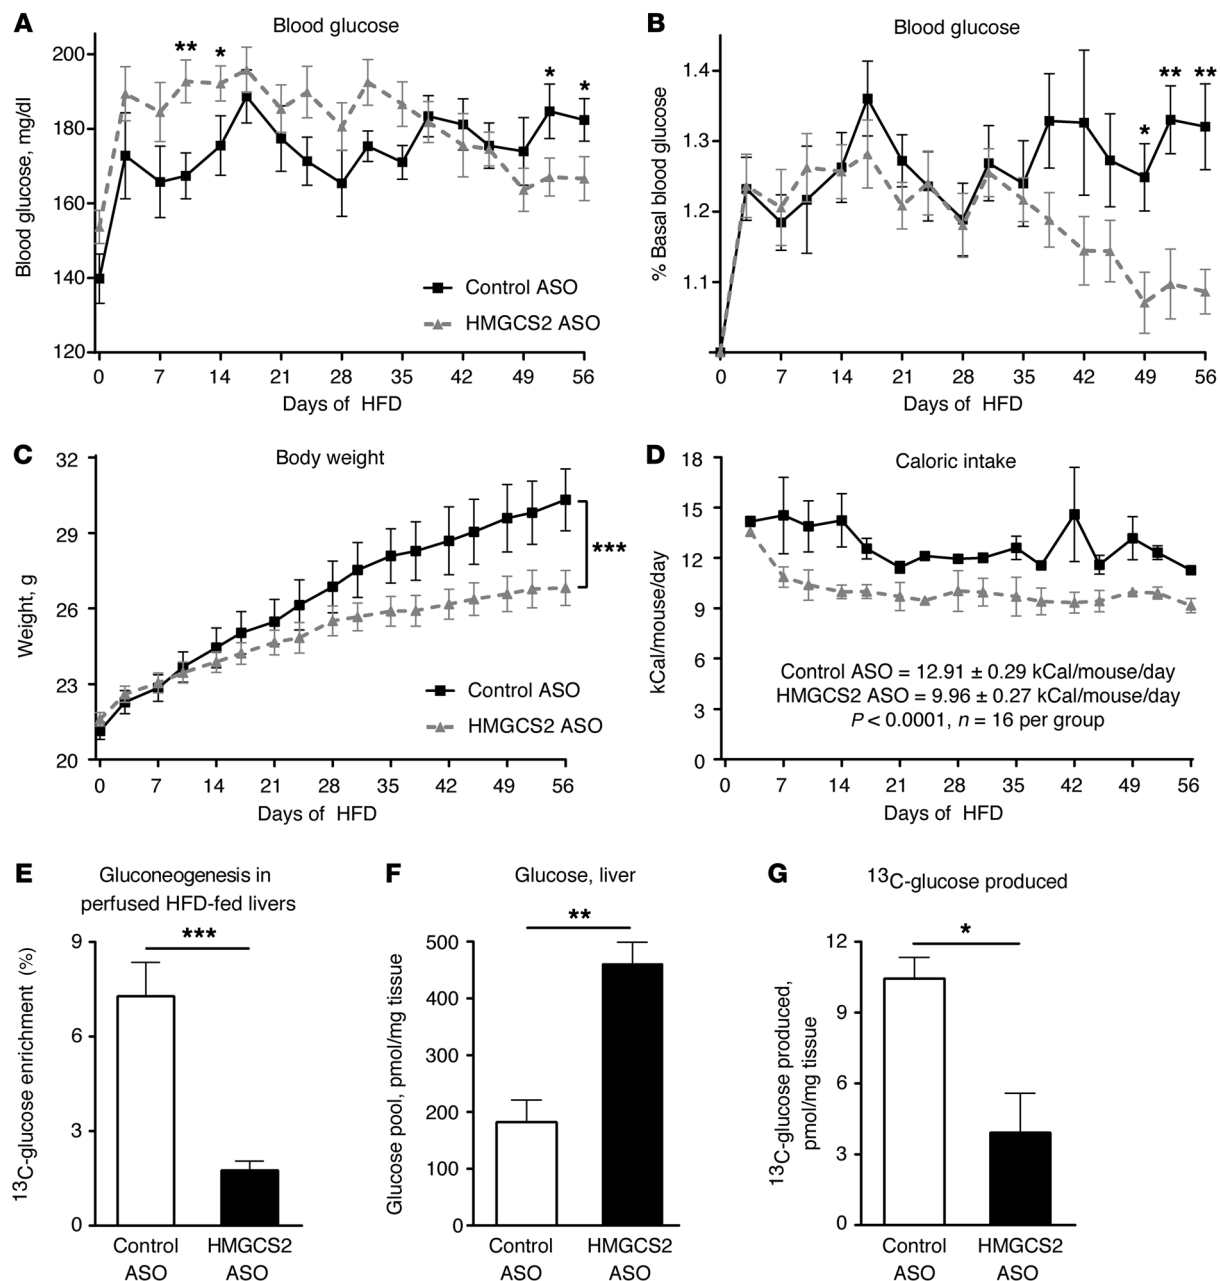 A
Blood glucose
Blood glucose, mg/dl
200
180
160
140
120
**
*
*
*
Control ASO
HMGCS2 ASO
0 7 14 21 28 35 42 49 56
Days of HFD
B
Blood glucose
% Basal blood glucose
1.4
1.3
1.2
1.1
*
**
**
0 7 14 21 28 35 42 49 56
Days of HFD
C
Body weight
Weight, g
32
29
26
23
20
***
Control ASO
HMGCS2 ASO
0 7 14 21 28 35 42 49 56
Days of HFD
D
Caloric intake
kCal/mouse/day
18
15
12
9
6
3
0
Control ASO = 12.91 ± 0.29 kCal/mouse/day
HMGCS2 ASO = 9.96 ± 0.27 kCal/mouse/day
P < 0.0001, n = 16 per group
0 7 14 21 28 35 42 49 56
Days of HFD
E
Gluconeogenesis in
perfused HFD-fed livers
13C-glucose enrichment (%)
9
6
3
0
***
Control
ASO
HMGCS2
ASO
F
Glucose, liver
Glucose pool, pmol/mg tissue
500
400
300
200
100
0
**
Control
ASO
HMGCS2
ASO
G
13C-glucose produced
13C-glucose produced,
pmol/mg tissue
12
9
6
3
0
*
Control
ASO
HMGCS2
ASO